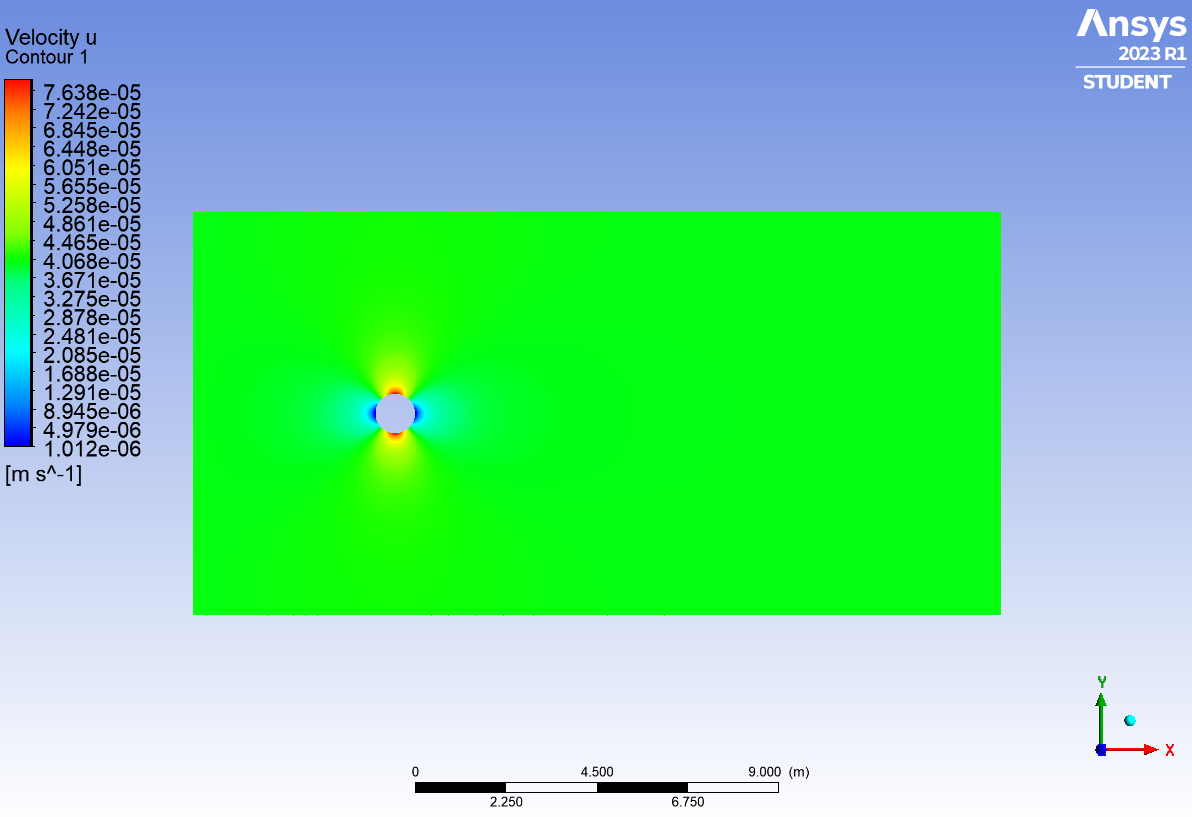 Velocity u
Contour 1
7.638e-05
7.242e-05
6.845e-05
6.448e-05
6.051e-05
5.655e-05
5.258e-05
4.861e-05
4.465e-05
4.068e-05
3.671e-05
3.275e-05
2.878e-05
2.481e-05
2.085e-05
1.688e-05
1.291e-05
8.945e-06
4.979e-06
1.012e-06
[m s^-1]
Ansys
2023 R1
STUDENT
Y
X
0 4.500 9.000 (m)
2.250 6.750